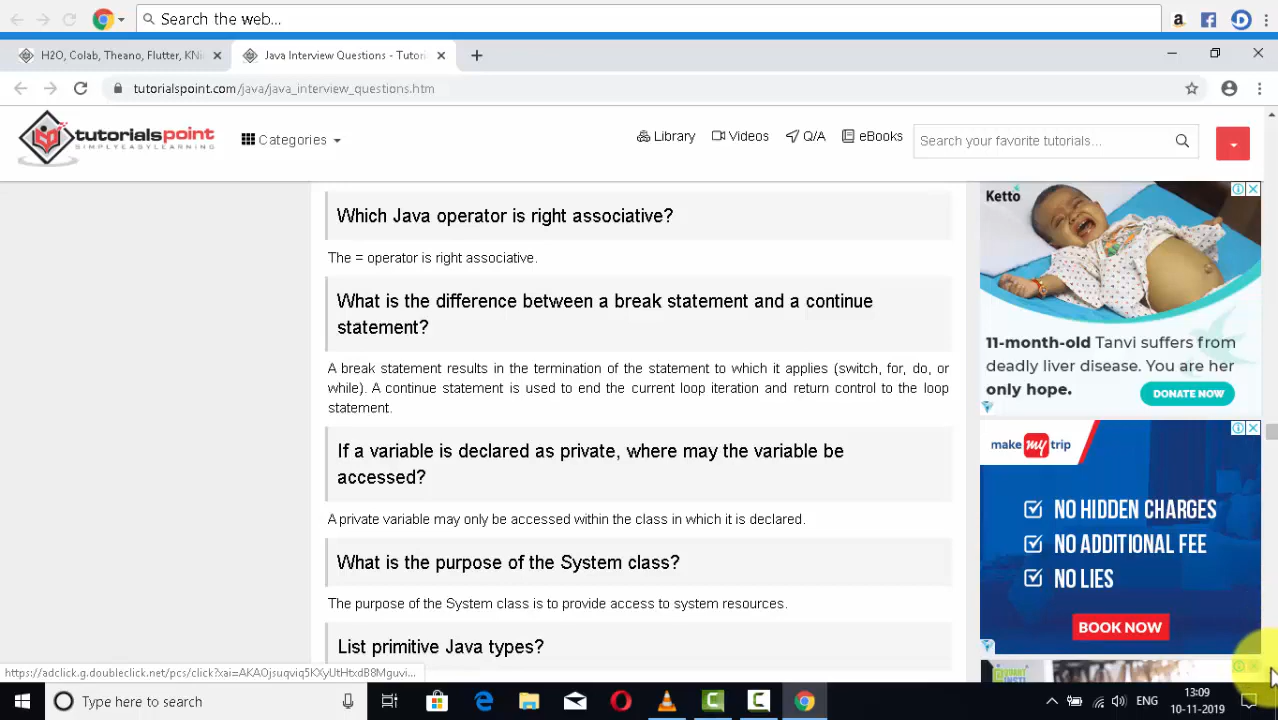 Search the web...
H2O, Colab, Theano, Flutter, KNi
Java Interview Questions - Tutori
tutorialspoint.com/java/java_interview_questions.htm
tutorialspoint
SIMPLYEASYLEARNING
Categories
Library
Videos
Q/A
eBooks
Search your favorite tutorials...
Which Java operator is right associative?
The = operator is right associative.
What is the difference between a break statement and a continue
statement?
A break statement results in the termination of the statement to which it applies (switch, for, do, or
while). A continue statement is used to end the current loop iteration and return control to the loop
statement.
If a variable is declared as private, where may the variable be
accessed?
A private variable may only be accessed within the class in which it is declared.
What is the purpose of the System class?
The purpose of the System class is to provide access to system resources.
List primitive Java types?
Ketto
11-month-old Tanvi suffers from
deadly liver disease. You are her
only hope.
DONATE NOW
make my trip
NO HIDDEN CHARGES
NO ADDITIONAL FEE
NO LIES
BOOK NOW
https://adclick.g.doubleclick.net/pcs/click?xai=AKAOjsuqviq5KXyUtHtxdB8Mguvi...
Type here to search
ENG
13:09
10-11-2019